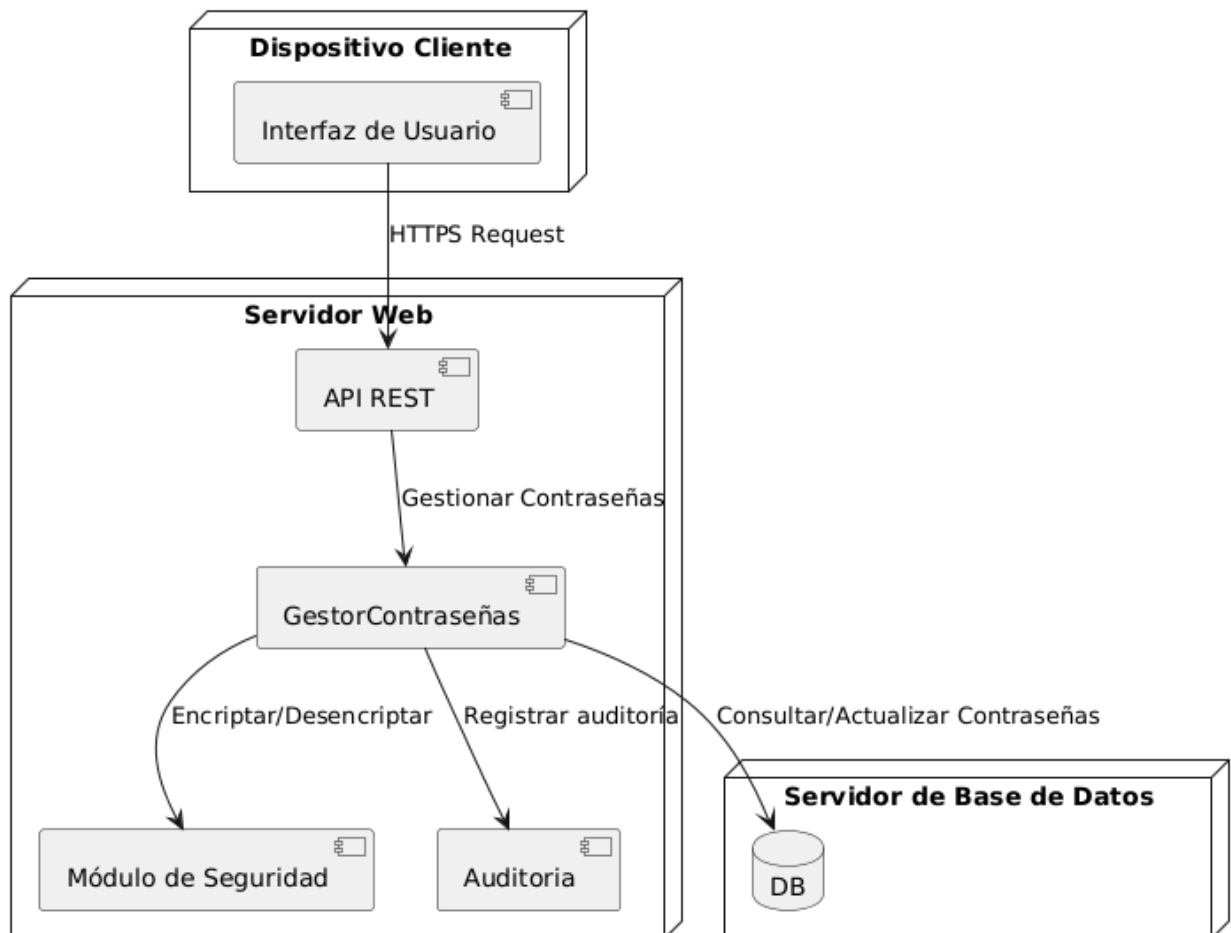 Dispositivo Cliente
Interfaz de Usuario
HTTPS Request
Servidor Web
API REST
Gestionar Contraseñas
GestorContraseñas
Encriptar/Desencriptar
Registrar auditoría
Consultar/Actualizar Contraseñas
Servidor de Base de Datos
Módulo de Seguridad
Auditoria
DB